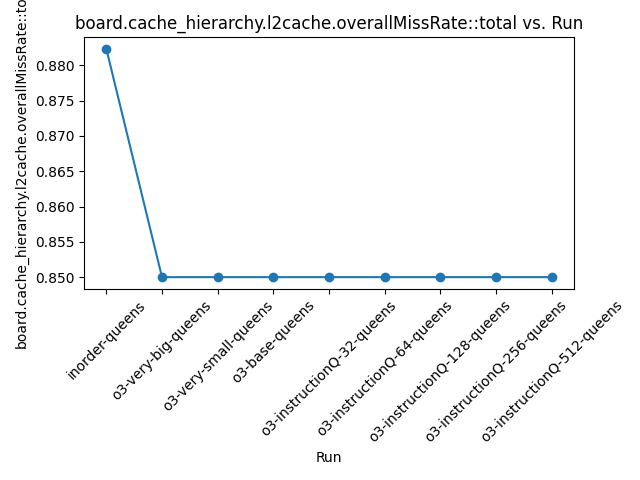 board.cache_hierarchy.l2cache.overallMissRate::total vs. Run
board.cache_hierarchy.l2cache.overallMissRate::to
0.880
0.875
0.870
0.865
0.860
0.855
0.850
inorder-queens
o3-very-big-queens
o3-very-small-queens
o3-base-queens
o3-instructionQ-32-queens
o3-instructionQ-64-queens
o3-instructionQ-128-queens
o3-instructionQ-256-queens
o3-instructionQ-512-queens
Run